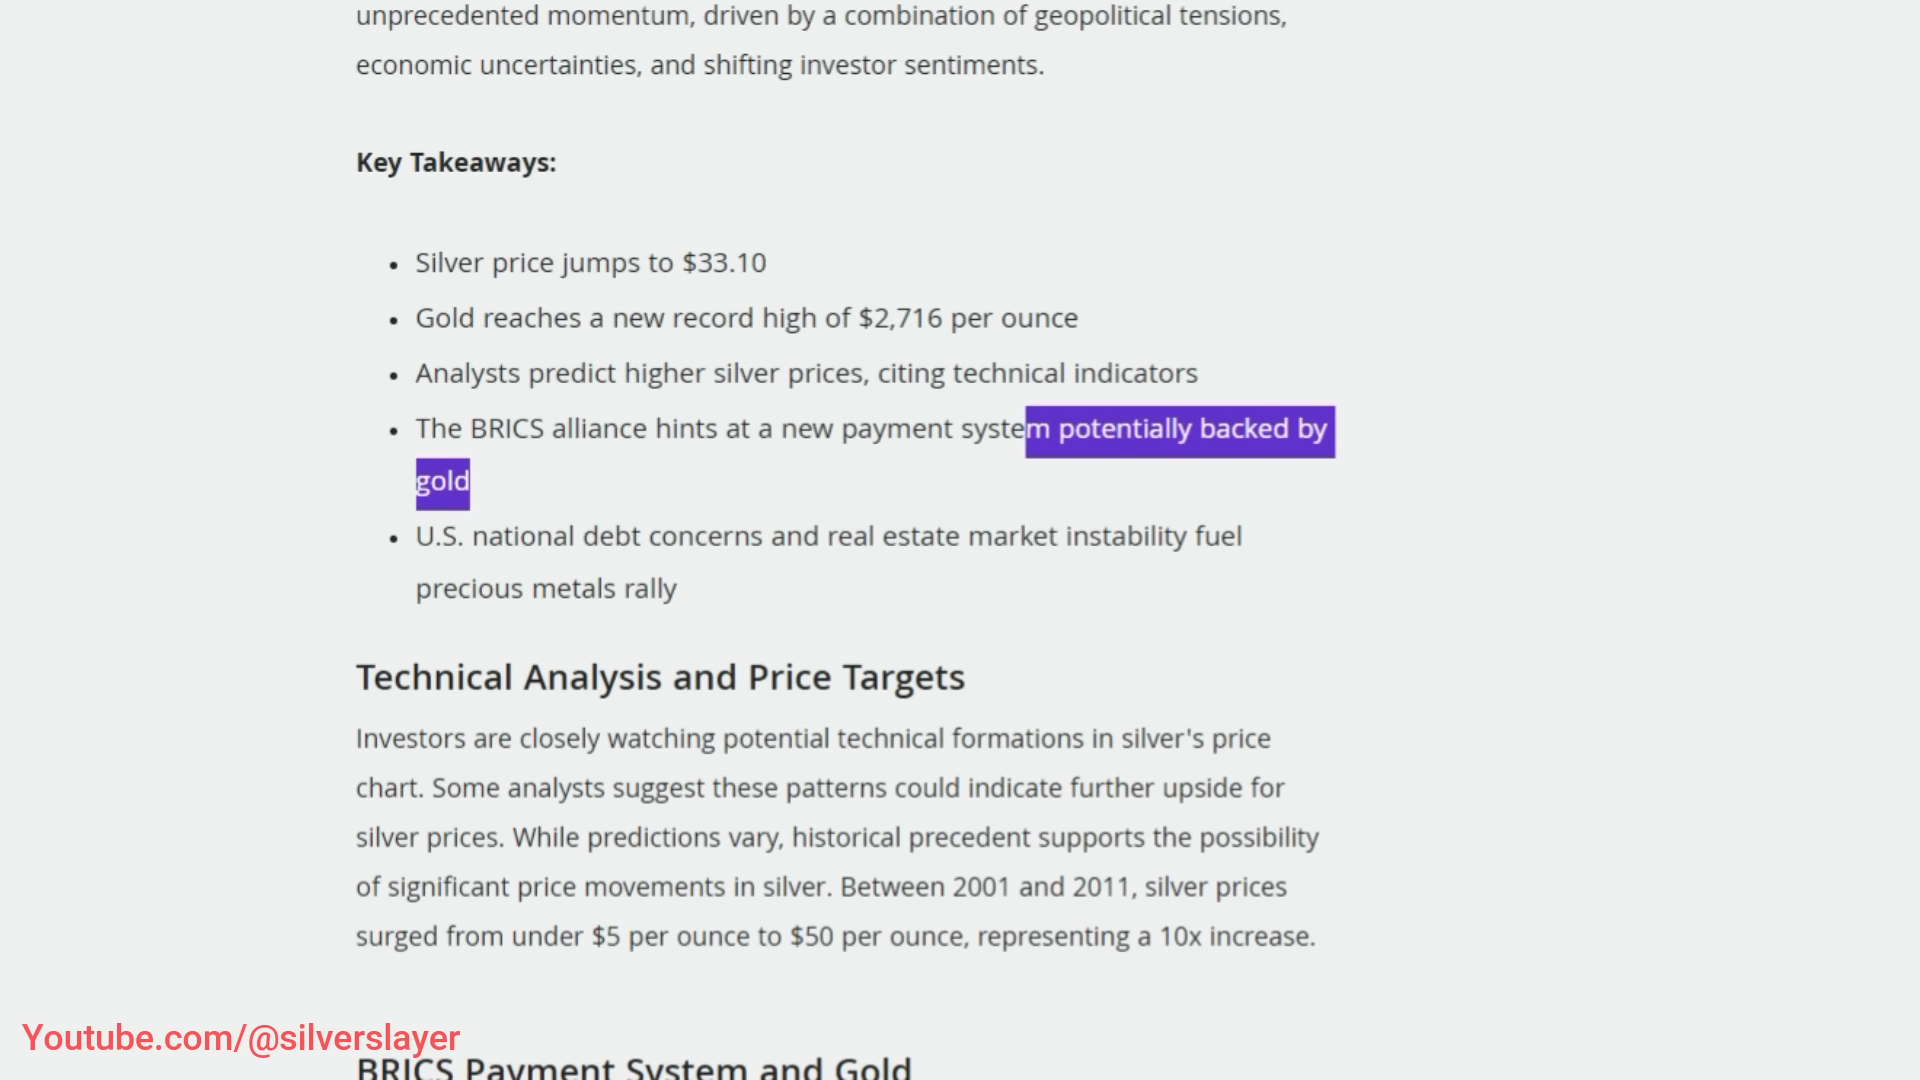 unprecedented momentum, driven by a combination of geopolitical tensions,
economic uncertainties, and shifting investor sentiments.
Key Takeaways:
• Silver price jumps to $33.10
• Gold reaches a new record high of $2,716 per ounce
• Analysts predict higher silver prices, citing technical indicators
• The BRICS alliance hints at a new payment system potentially backed by
gold
• U.S. national debt concerns and real estate market instability fuel
precious metals rally
Technical Analysis and Price Targets
Investors are closely watching potential technical formations in silver's price
chart. Some analysts suggest these patterns could indicate further upside for
silver prices. While predictions vary, historical precedent supports the possibility
of significant price movements in silver. Between 2001 and 2011, silver prices
surged from under $5 per ounce to $50 per ounce, representing a 10x increase.
Youtube.com/@silverslayer
BRICS Payment System and Gold